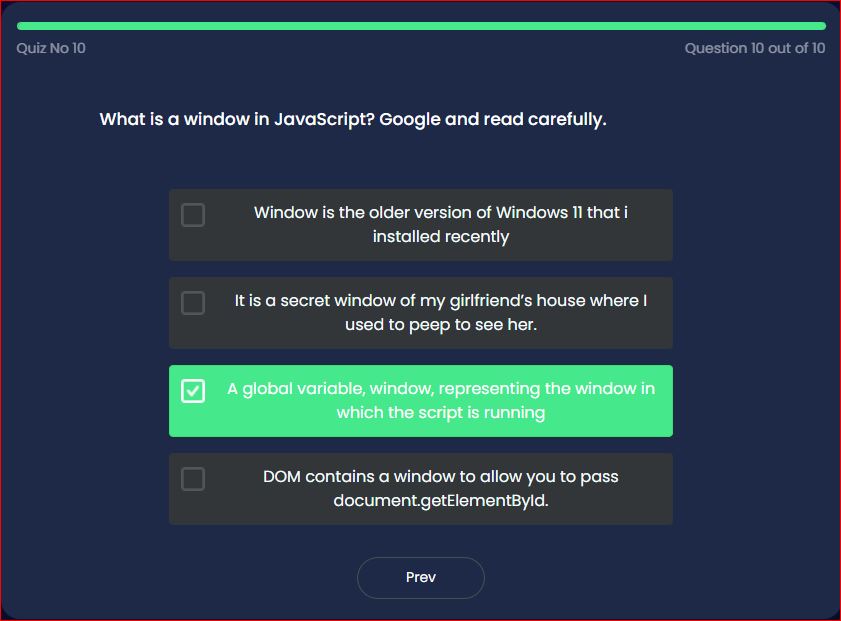 Quiz No 10
Question 10 out of 10
What is a window in JavaScript? Google and read carefully.
Window is the older version of Windows 11 that i
installed recently
It is a secret window of my girlfriend’s house where I
used to peep to see her.
A global variable, window, representing the window in
which the script is running
DOM contains a window to allow you to pass
document.getElementById.
Prev